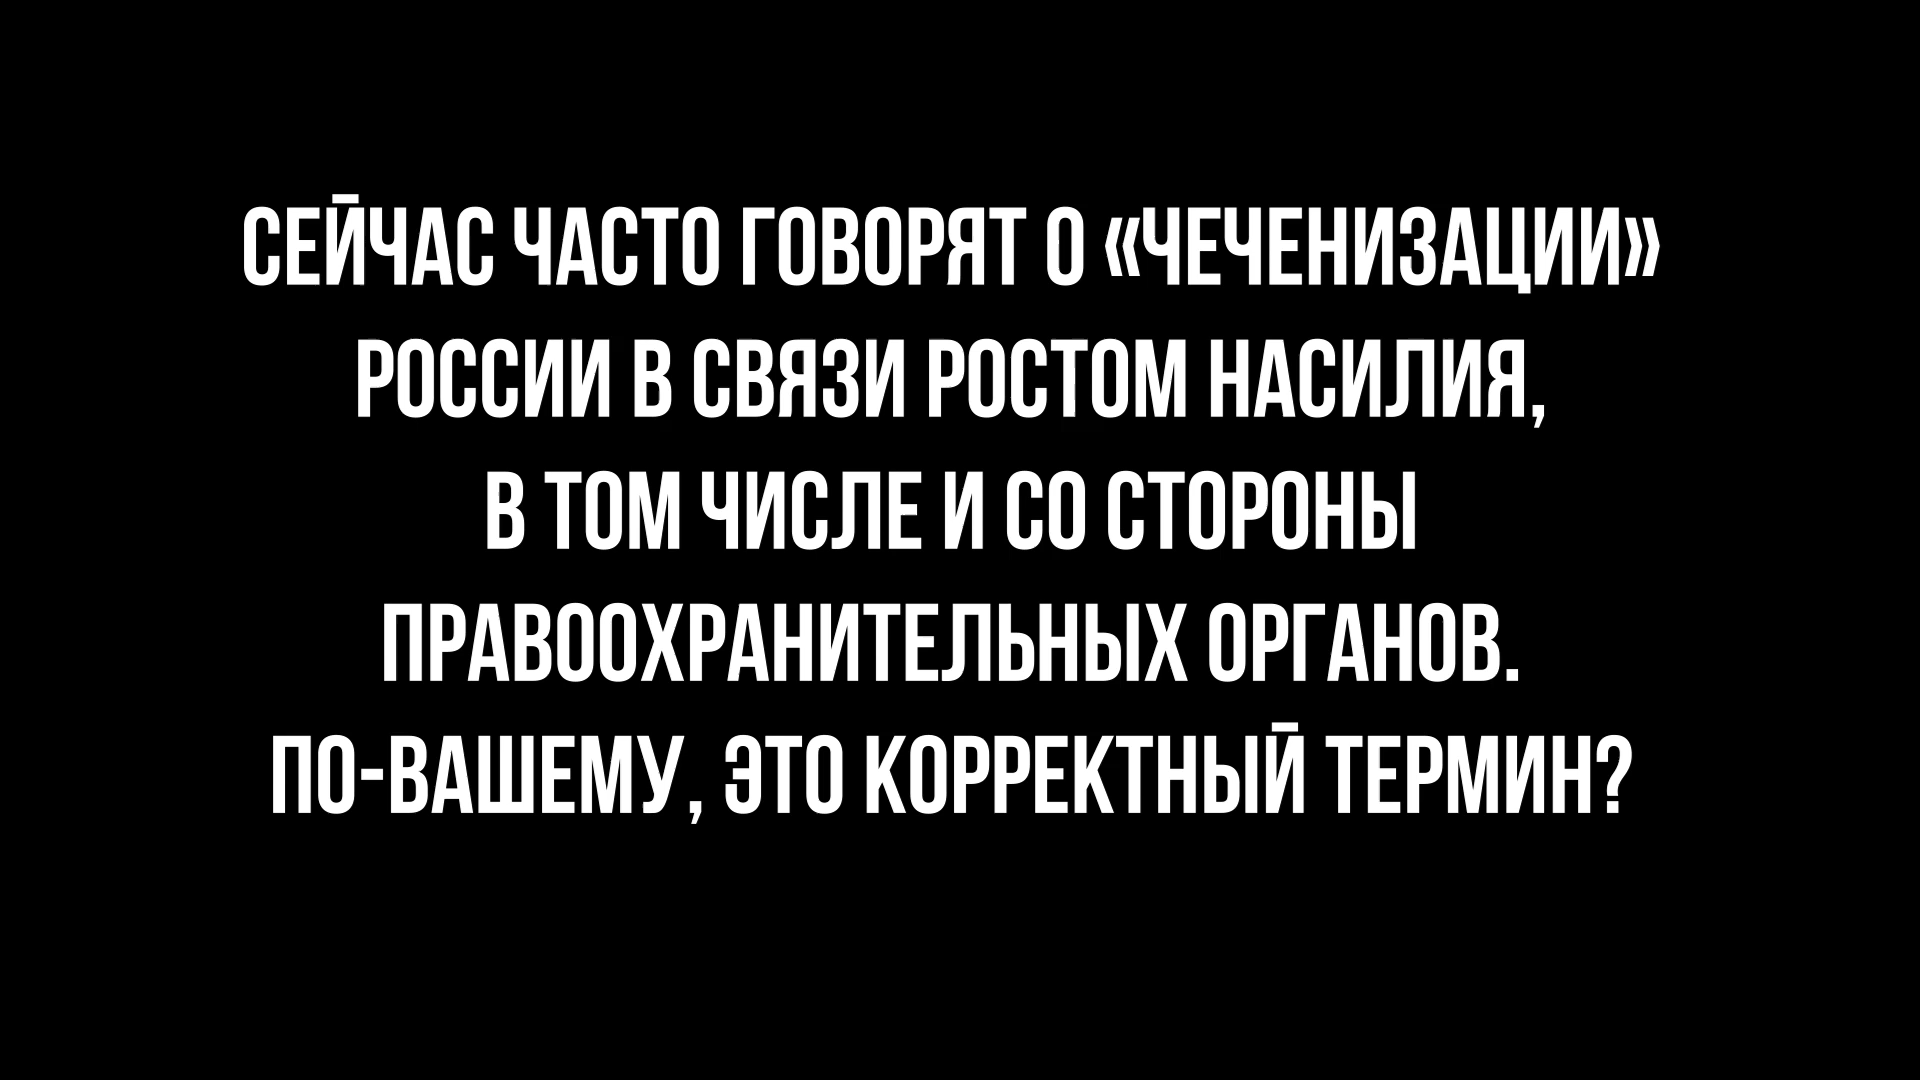 СЕЙЧАС ЧАСТО ГОВОРЯТ О «ЧЕЧЕНИЗАЦИИ»
РОССИИ В СВЯЗИ РОСТОМ НАСИЛИЯ,
В ТОМ ЧИСЛЕ И СО СТОРОНЫ
ПРАВООХРАНИТЕЛЬНЫХ ОРГАНОВ.
ПО-ВАШЕМУ, ЭТО КОРРЕКТНЫЙ ТЕРМИН?